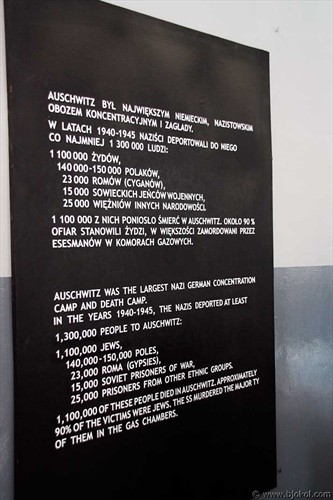 AUSCHWITZ BYŁ NAJWIĘKSZYM NIEMIECKIM, NAZISTOWSKIM
OBOZEM KONCENTRACYJNYM I ZAGŁADY.
W LATACH 1940-1945 NAZIŚCI DEPORTOWALI DO NIEGO
CO NAJMNIEJ 1 300 000 LUDZI:
1 100 000 ŻYDÓW,
140 000-150 000 POLAKÓW,
23 000 ROMÓW (CYGANÓW),
15 000 SOWIECKICH JEŃCÓW WOJENNYCH,
25 000 WIĘŹNIÓW INNYCH NARODOWOŚCI.
1 100 000 Z NICH PONIOSŁO ŚMIERĆ W AUSCHWITZ. OKOŁO 90 %
OFIAR STANOWILI ŻYDZI, W WIĘKSZOŚCI ZAMORDOWANI PRZEZ
ESESMANÓW W KOMORACH GAZOWYCH.
AUSCHWITZ WAS THE LARGEST NAZI GERMAN CONCENTRATION
CAMP AND DEATH CAMP.
IN THE YEARS 1940-1945, THE NAZIS DEPORTED AT LEAST
1,300,000 PEOPLE TO AUSCHWITZ:
1,100,000 JEWS,
140,000-150,000 POLES,
23,000 ROMA (GYPSIES),
15,000 SOVIET PRISONERS OF WAR,
25,000 PRISONERS FROM OTHER ETHNIC GROUPS.
1,100,000 OF THESE PEOPLE DIED IN AUSCHWITZ. APPROXIMATELY
90% OF THE VICTIMS WERE JEWS. THE SS MURDERED THE MAJOR TY
OF THEM IN THE GAS CHAMBERS.